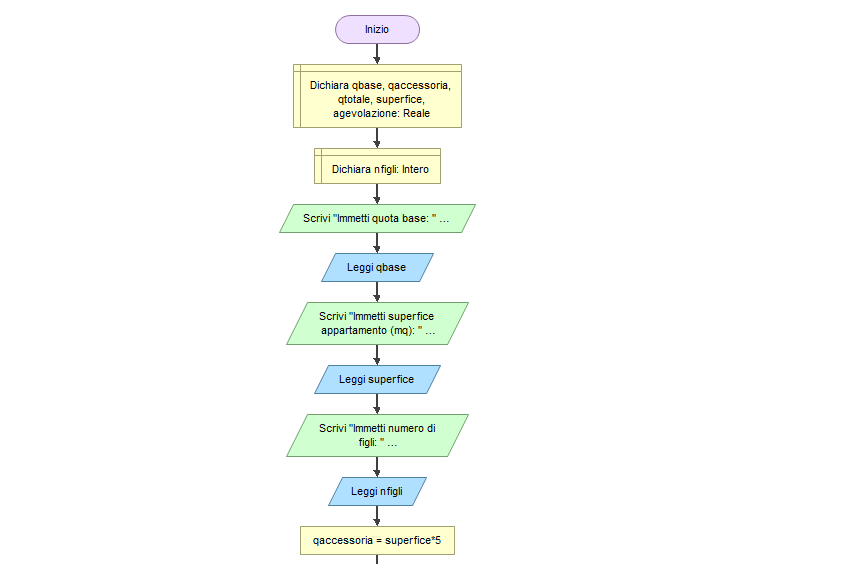 Inizio
Dichiara qbase, qaccessoria,
qtotale, superfice,
agevolazione: Reale
Dichiara nfigli: Intero
Scrivi "Immetti quota base: " ...
Leggi qbase
Scrivi "Immetti superfice
appartamento (mq): " ...
Leggi superfice
Scrivi "Immetti numero di
figli: " ...
Leggi nfigli
qaccessoria = superfice*5